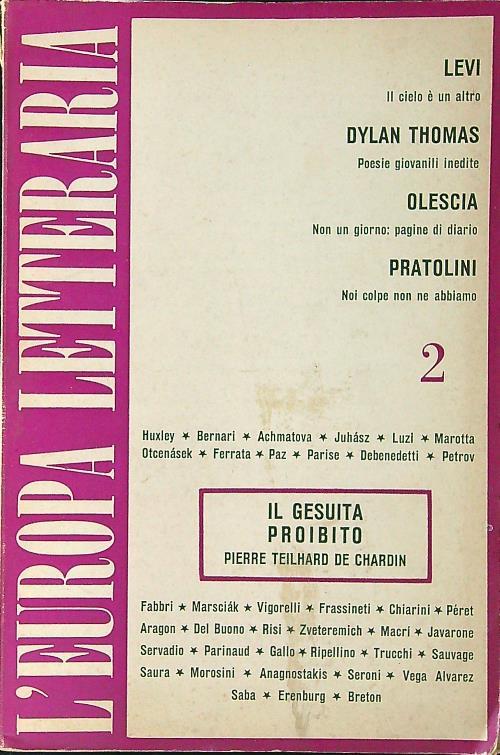 L'EUROPA LETTERARIA
LEVI
Il cielo è un altro
DYLAN THOMAS
Poesie giovanili inedite
OLESCIA
Non un giorno: pagine di diario
PRATOLINI
Noi colpe non ne abbiamo
2
Huxley ★ Bernari ★ Achmatova ★ Juhász ★ Luzi ★ Marotta
Otcenásek ★ Ferrata ★ Paz ★ Parise ★ Debenedetti ★ Petrov
IL GESUITA
PROIBITO
PIERRE TEILHARD DE CHARDIN
Fabbri ★ Marsciák ★ Vigorelli ★ Frassineti ★ Chiarini ★ Péret
Aragon ★ Del Buono ★ Risi ★ Zveteremich ★ Macrí ★ Javarone
Servadio ★ Parinaud ★ Gallo ★ Ripellino ★ Trucchi ★ Sauvage
Saura ★ Morosini ★ Anagnostakis ★ Seroni ★ Vega Alvarez
Saba ★ Erenburg ★ Breton